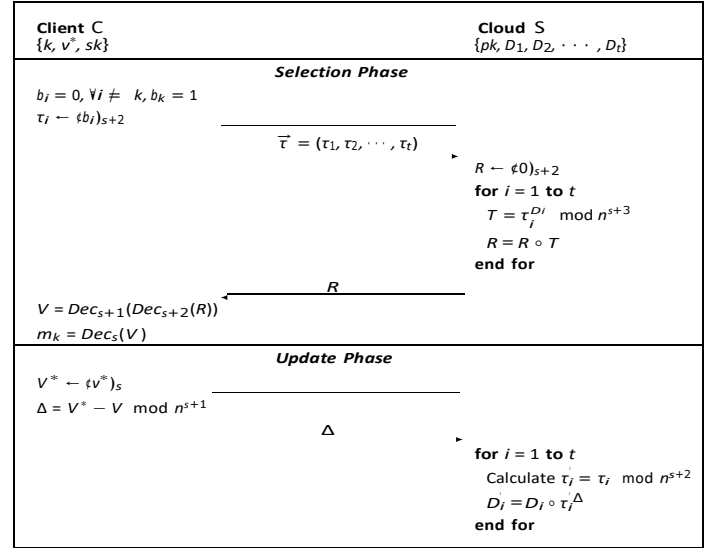 Client C
Cloud S
{k, v*, sk}
{pk, D₁, D₂, · · · , Dₜ}
Selection Phase
bᵢ = 0, ∀i ≠ k, bₖ = 1
τᵢ ← ⟨bᵢ⟩ₛ₊₂
τ⃗ = (τ₁, τ₂, · · · , τₜ)
R ← ⟨0⟩ₛ₊₂
for i = 1 to t
T = τᵢ^Dᵢ mod nˢ⁺³
R = R ∘ T
end for
R
V = Decₛ₊₁(Decₛ₊₂(R))
mₖ = Decₛ(V)
Update Phase
V* ← ⟨v*⟩ₛ
Δ = V* − V mod nˢ⁺¹
Δ
for i = 1 to t
Calculate τᵢ′ = τᵢ mod nˢ⁺²
Dᵢ′ = Dᵢ ∘ τᵢ′^Δ
end for